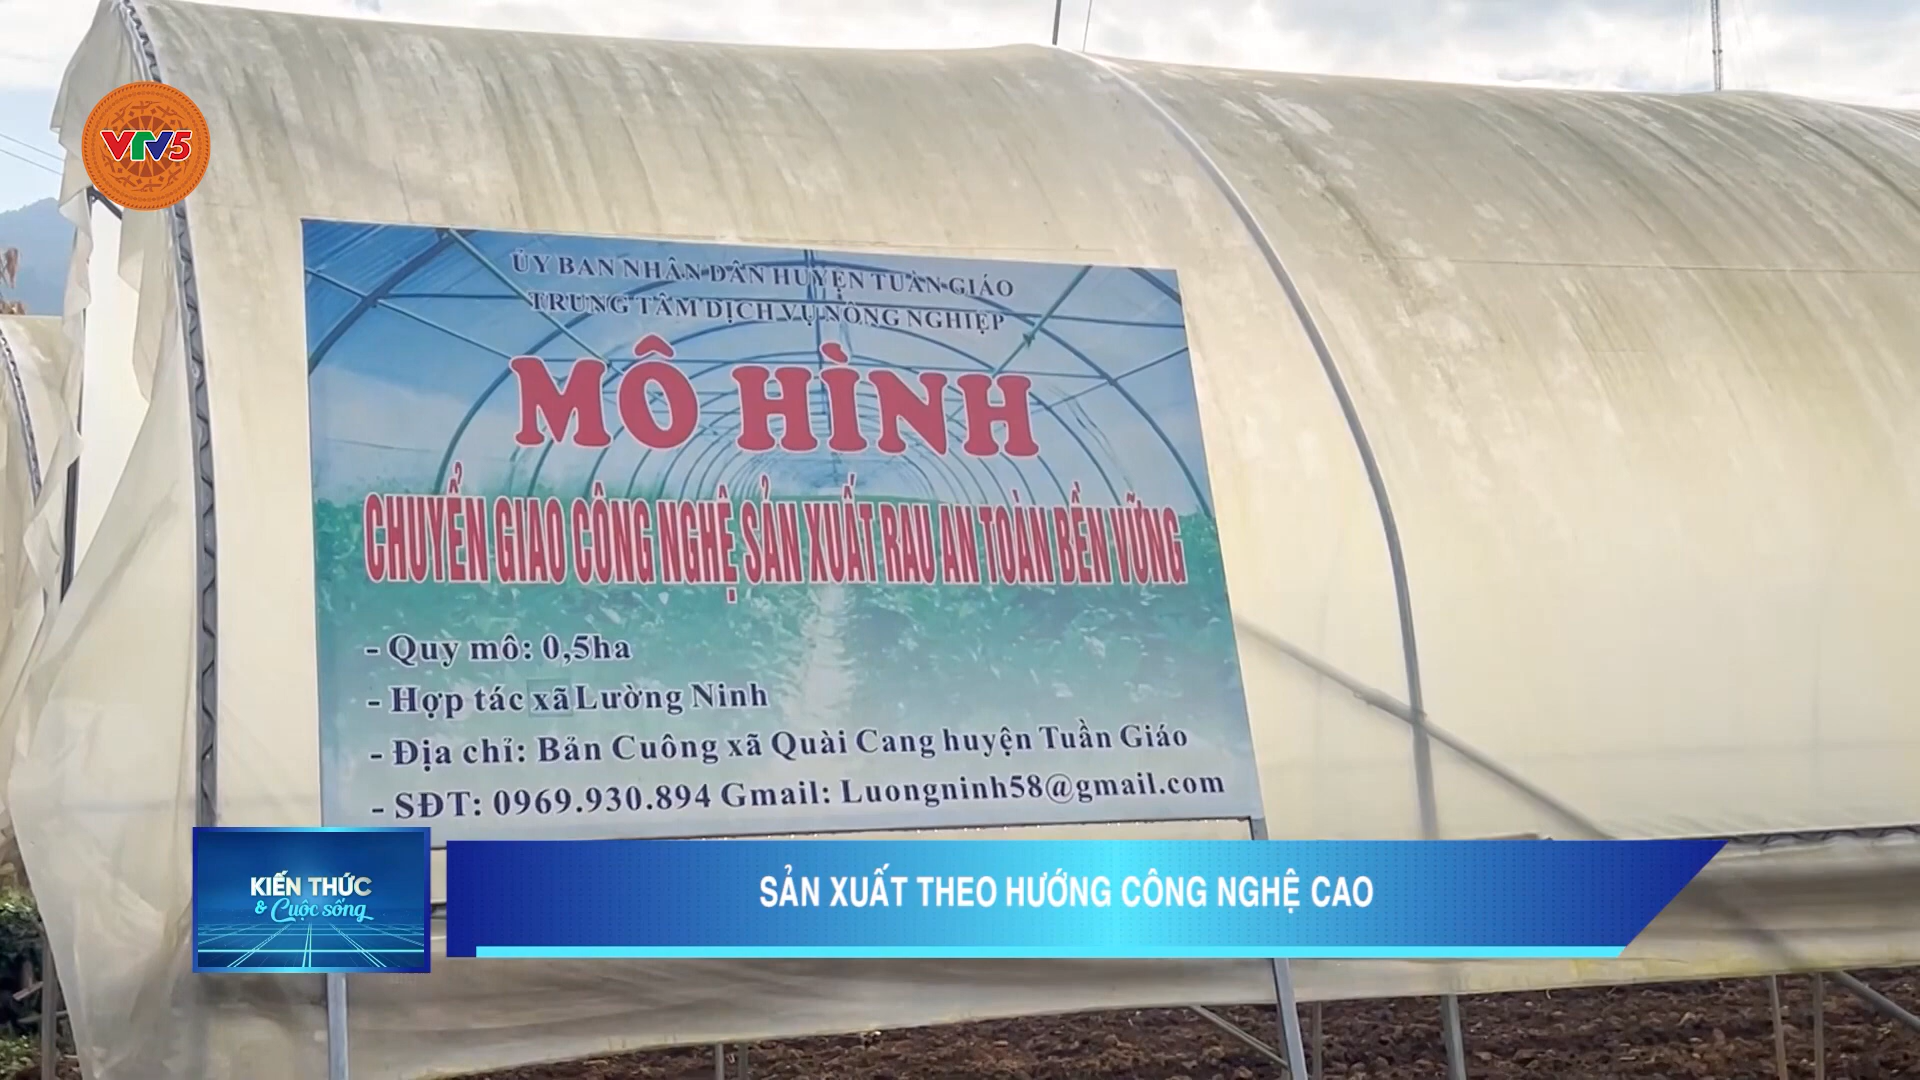 VTV5
ỦY BAN NHÂN DÂN HUYỆN TUẦN GIÁO
TRUNG TÂM DỊCH VỤ NÔNG NGHIỆP
MÔ HÌNH
CHUYỂN GIAO CÔNG NGHỆ SẢN XUẤT RAU AN TOÀN BỀN VỮNG
- Quy mô: 0,5ha
- Hợp tác xã Lường Ninh
- Địa chỉ: Bản Cuông xã Quài Cang huyện Tuần Giáo
- SĐT: 0969.930.894 Gmail: Luongninh58@gmail.com
KIẾN THỨC
& Cuộc sống
SẢN XUẤT THEO HƯỚNG CÔNG NGHỆ CAO